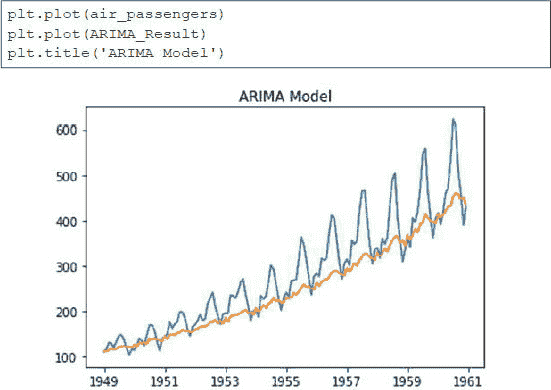 plt.plot(air_passengers)
plt.plot(ARIMA_Result)
plt.title('ARIMA Model')
ARIMA Model
600
500
400
300
200
100
1949 1951 1953 1955 1957 1959 1961